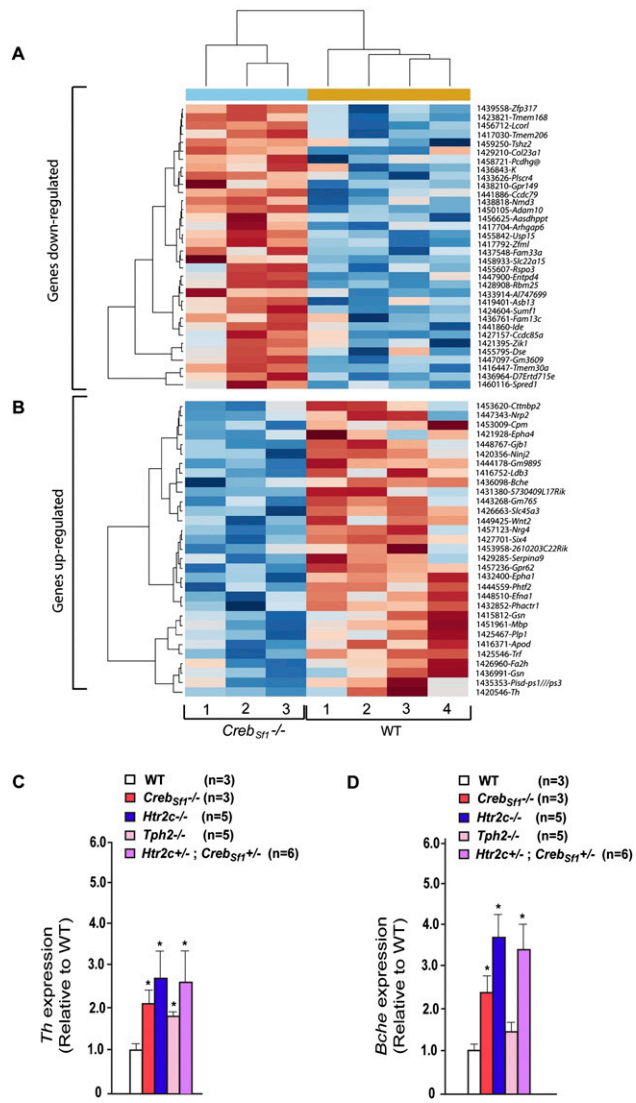 A
Genes down-regulated
1439558-Zfp317
1423821-Tmem168
1456712-Lcorl
1417030-Tmem206
1459250-Tshz2
1429210-Col23a1
1458721-Pcdhg@
1436843-K
1433626-Plscr4
1438210-Gpr149
1441886-Ccdc79
1438818-Nmd3
1450105-Adam10
1456625-Aasdhppt
1417704-Arhgap6
1455842-Usp15
1417792-Zfml
1437548-Fam33a
1458933-Slc22a15
1455607-Rspo3
1447900-Entpd4
1428908-Rbm25
1433914-AI747699
1419401-Asb13
1424604-Sumf1
1436761-Fam13c
1441860-Ide
1427157-Ccdc85a
1421395-Zik1
1455795-Dse
1447097-Gm3609
1416447-Tmem30a
1436964-D7Ertd715e
1460116-Spred1
B
Genes up-regulated
1453620-Cttnbp2
1447343-Nrp2
1453009-Cpm
1421928-Epha4
1448767-Gjb1
1420356-Ninj2
1444178-Gm9895
1416752-Ldb3
1436098-Bche
1431380-5730409L17Rik
1443268-Gm765
1426663-Slc45a3
1449425-Wnt2
1457123-Nrg4
1427701-Six4
1453958-2610203C22Rik
1429285-Serpina9
1457236-Gpr62
1432400-Epha1
1444559-Phtf2
1448510-Efna1
1432852-Phactr1
1415812-Gsn
1451961-Mbp
1425467-Plp1
1416371-Apod
1425546-Trf
1426960-Fa2h
1436991-Gsn
1435353-Pisd-ps1///ps3
1420546-Th
1 2 3 1 2 3 4
CrebSf1-/- WT
C
WT (n=3)
CrebSf1-/- (n=3)
Htr2c-/- (n=5)
Tph2-/- (n=5)
Htr2c+/- ; CrebSf1+/- (n=6)
Th expression
(Relative to WT)
6.0
5.0
4.0
3.0
2.0
1.0
0
* * * *
D
WT (n=3)
CrebSf1-/- (n=3)
Htr2c-/- (n=5)
Tph2-/- (n=5)
Htr2c+/- ; CrebSf1+/- (n=6)
Bche expression
(Relative to WT)
6.0
5.0
4.0
3.0
2.0
1.0
0
* * *